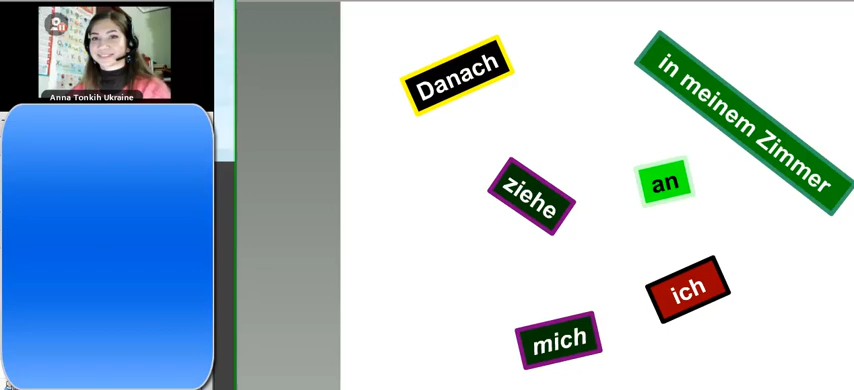 Anna Tonkih Ukraine
Danach
in meinem Zimmer
ziehe
an
ich
mich